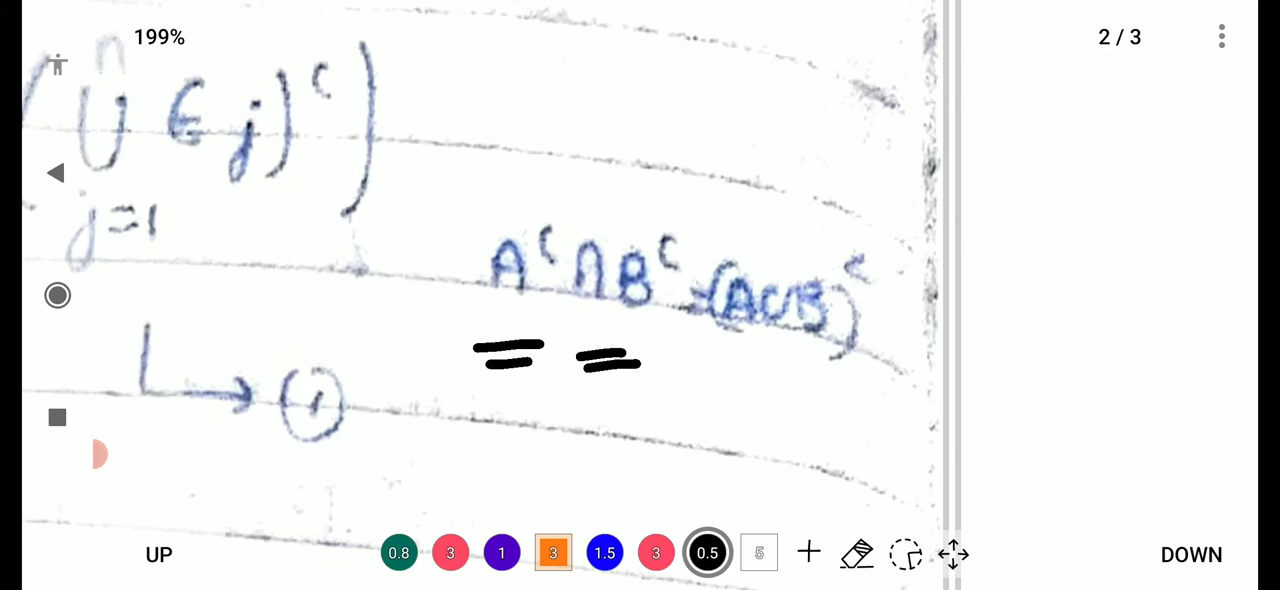 199%
2 / 3
n
(U Ej)ᶜ)
j=1
Aᶜ∩Bᶜ=(A∪B)ᶜ
→ 1
UP
0.8 3 1 3 1.5 3 0.5 5
DOWN